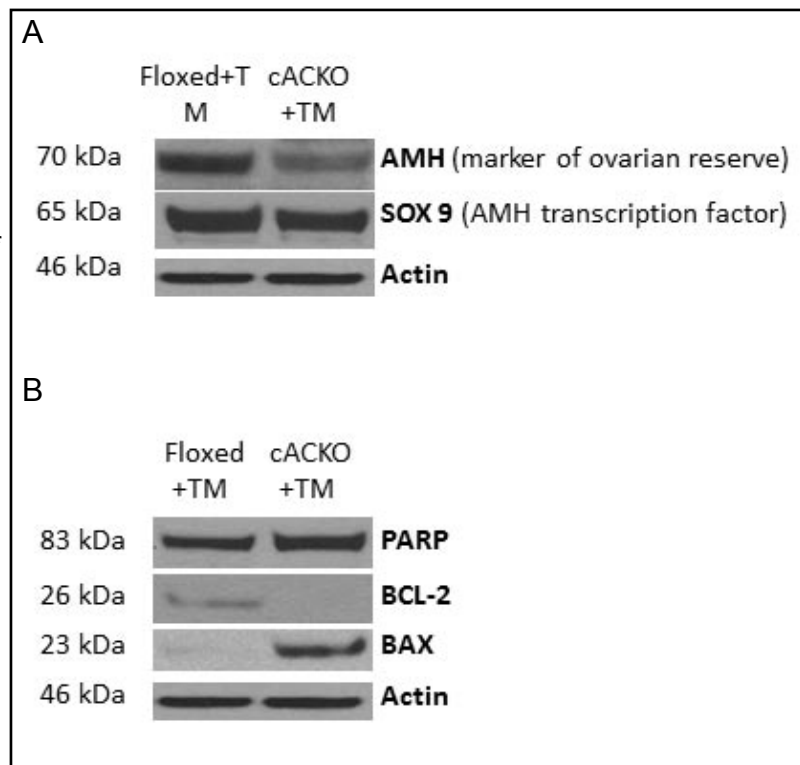 A
Floxed+T cACKO
M +TM
70 kDa AMH (marker of ovarian reserve)
65 kDa SOX 9 (AMH transcription factor)
46 kDa Actin
B
Floxed cACKO
+TM +TM
83 kDa PARP
26 kDa BCL-2
23 kDa BAX
46 kDa Actin